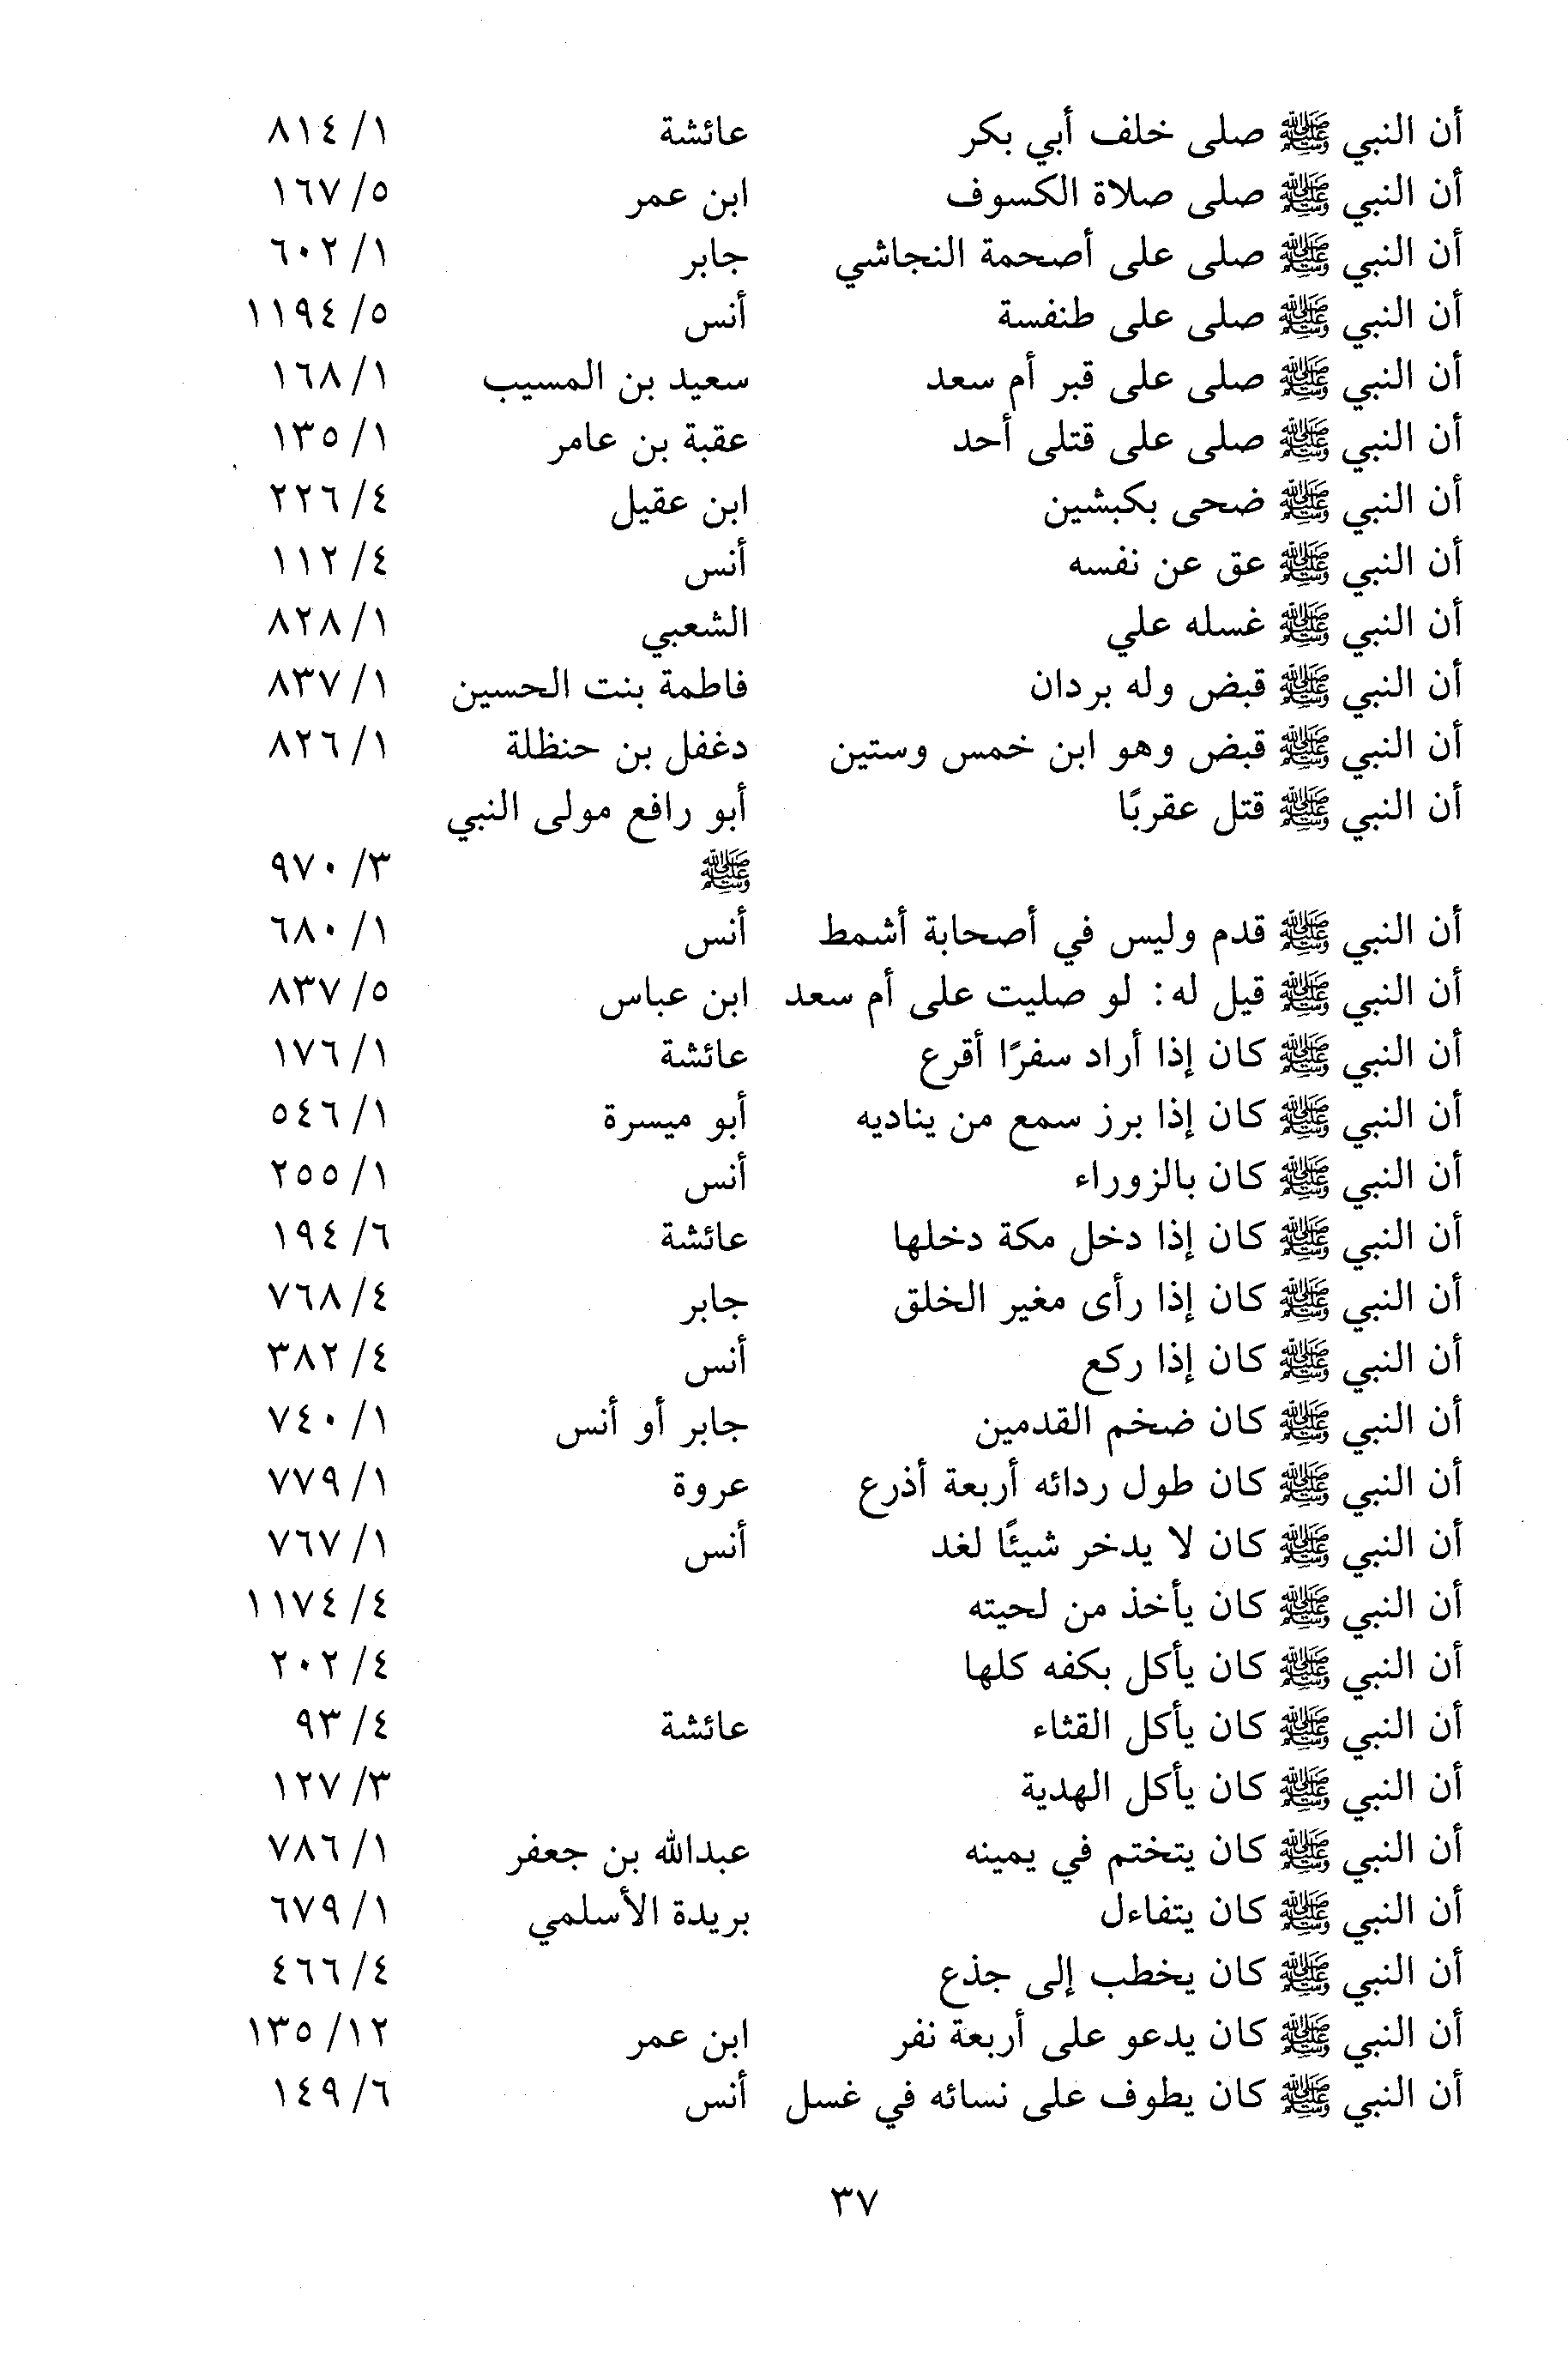 أن النبي ﷺ صلى خلف أبي بكر عائشة ١/ ٨١٤
أن النبي ﷺ صلى صلاة الكسوف ابن عمر ٥/ ١٦٧
أن النبي ﷺ صلى على أصحمة النجاشي جابر ١/ ٦٠٢
أن النبي ﷺ صلى على طنفسة أنس ٥/ ١١٩٤
أن النبي ﷺ صلى على قبر أم سعد سعيد بن المسيب ١/ ١٦٨
أن النبي ﷺ صلى على قتلى أحد عقبة بن عامر ١/ ١٣٥
أن النبي ﷺ ضحى بكبشين ابن عقيل ٤/ ٢٢٦
أن النبي ﷺ عق عن نفسه أنس ٤/ ١١٢
أن النبي ﷺ غسله علي الشعبي ١/ ٨٢٨
أن النبي ﷺ قبض وله بردان فاطمة بنت الحسين ١/ ٨٣٧
أن النبي ﷺ قبض وهو ابن خمس وستين دغفل بن حنظلة ١/ ٨٢٦
أن النبي ﷺ قتل عقربًا أبو رافع مولى النبي
ﷺ ٣/ ٩٧٠
أن النبي ﷺ قدم وليس في أصحابة أشمط أنس ١/ ٦٨٠
أن النبي ﷺ قيل له: لو صليت على أم سعد ابن عباس ٥/ ٨٣٧
أن النبي ﷺ كان إذا أراد سفرًا أقرع عائشة ١/ ١٧٦
أن النبي ﷺ كان إذا برز سمع من يناديه أبو ميسرة ١/ ٥٤٦
أن النبي ﷺ كان بالزوراء أنس ١/ ٢٥٥
أن النبي ﷺ كان إذا دخل مكة دخلها عائشة ٦/ ١٩٤
أن النبي ﷺ كان إذا رأى مغير الخلق جابر ٤/ ٧٦٨
أن النبي ﷺ كان إذا ركع أنس ٤/ ٣٨٢
أن النبي ﷺ كان ضخم القدمين جابر أو أنس ١/ ٧٤٠
أن النبي ﷺ كان طول ردائه أربعة أذرع عروة ١/ ٧٧٩
أن النبي ﷺ كان لا يدخر شيئًا لغد أنس ١/ ٧٦٧
أن النبي ﷺ كان يأخذ من لحيته ٤/ ١١٧٤
أن النبي ﷺ كان يأكل بكفه كلها ٤/ ٢٠٢
أن النبي ﷺ كان يأكل القثاء عائشة ٤/ ٩٣
أن النبي ﷺ كان يأكل الهدية ٣/ ١٢٧
أن النبي ﷺ كان يتختم في يمينه عبدالله بن جعفر ١/ ٧٨٦
أن النبي ﷺ كان يتفاءل بريدة الأسلمي ١/ ٦٧٩
أن النبي ﷺ كان يخطب إلى جذع ٤/ ٤٦٦
أن النبي ﷺ كان يدعو على أربعة نفر ابن عمر ١٢/ ١٣٥
أن النبي ﷺ كان يطوف على نسائه في غسل أنس ٦/ ١٤٩
٣٧